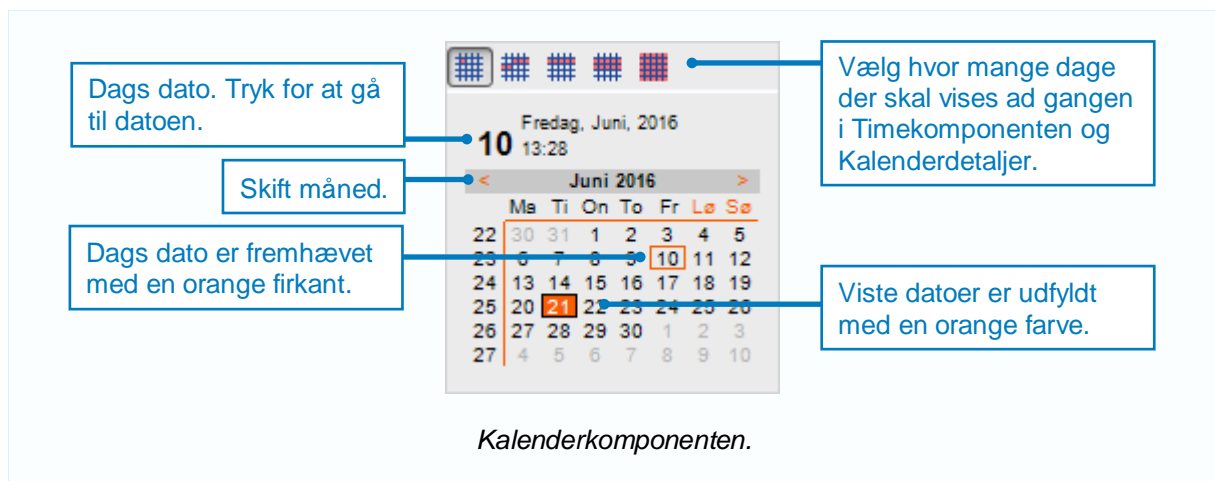 Dags dato. Tryk for at gå
til datoen.
Vælg hvor mange dage
der skal vises ad gangen
i Timekomponenten og
Kalenderdetaljer.
Fredag, Juni, 2016
10 13:28
Skift måned.
< Juni 2016 >
Ma Ti On To Fr Lø Sø
22 30 31 1 2 3 4 5
23 6 7 8 9 10 11 12
24 13 14 15 16 17 18 19
25 20 21 22 23 24 25 26
26 27 28 29 30 1 2 3
27 4 5 6 7 8 9 10
Dags dato er fremhævet
med en orange firkant.
Viste datoer er udfyldt
med en orange farve.
Kalenderkomponenten.